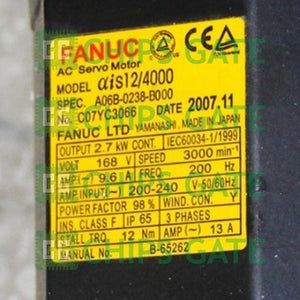 FANUC
AC Servo Motor
MODEL αiS12/4000
SPEC. A06B-0238-B000
No. C07YC3066 DATE 2007.11
FANUC LTD YAMANASHI, MADE IN JAPAN
OUTPUT 2.7 kW CONT. IEC60034-1/1999
VOLT 168 V SPEED 3000 min⁻¹
AMP(~) 9.6 A FREQ 200 Hz
AMP INPUT(~) 200-240 V-50/60Hz
POWER FACTOR 98 % WIND. CON. Y
INS. CLASS F IP 65 3 PHASES
STALL TRQ. 12 Nm AMP(~) 13 A
MANUAL No. B-65262
CHIPS GATE